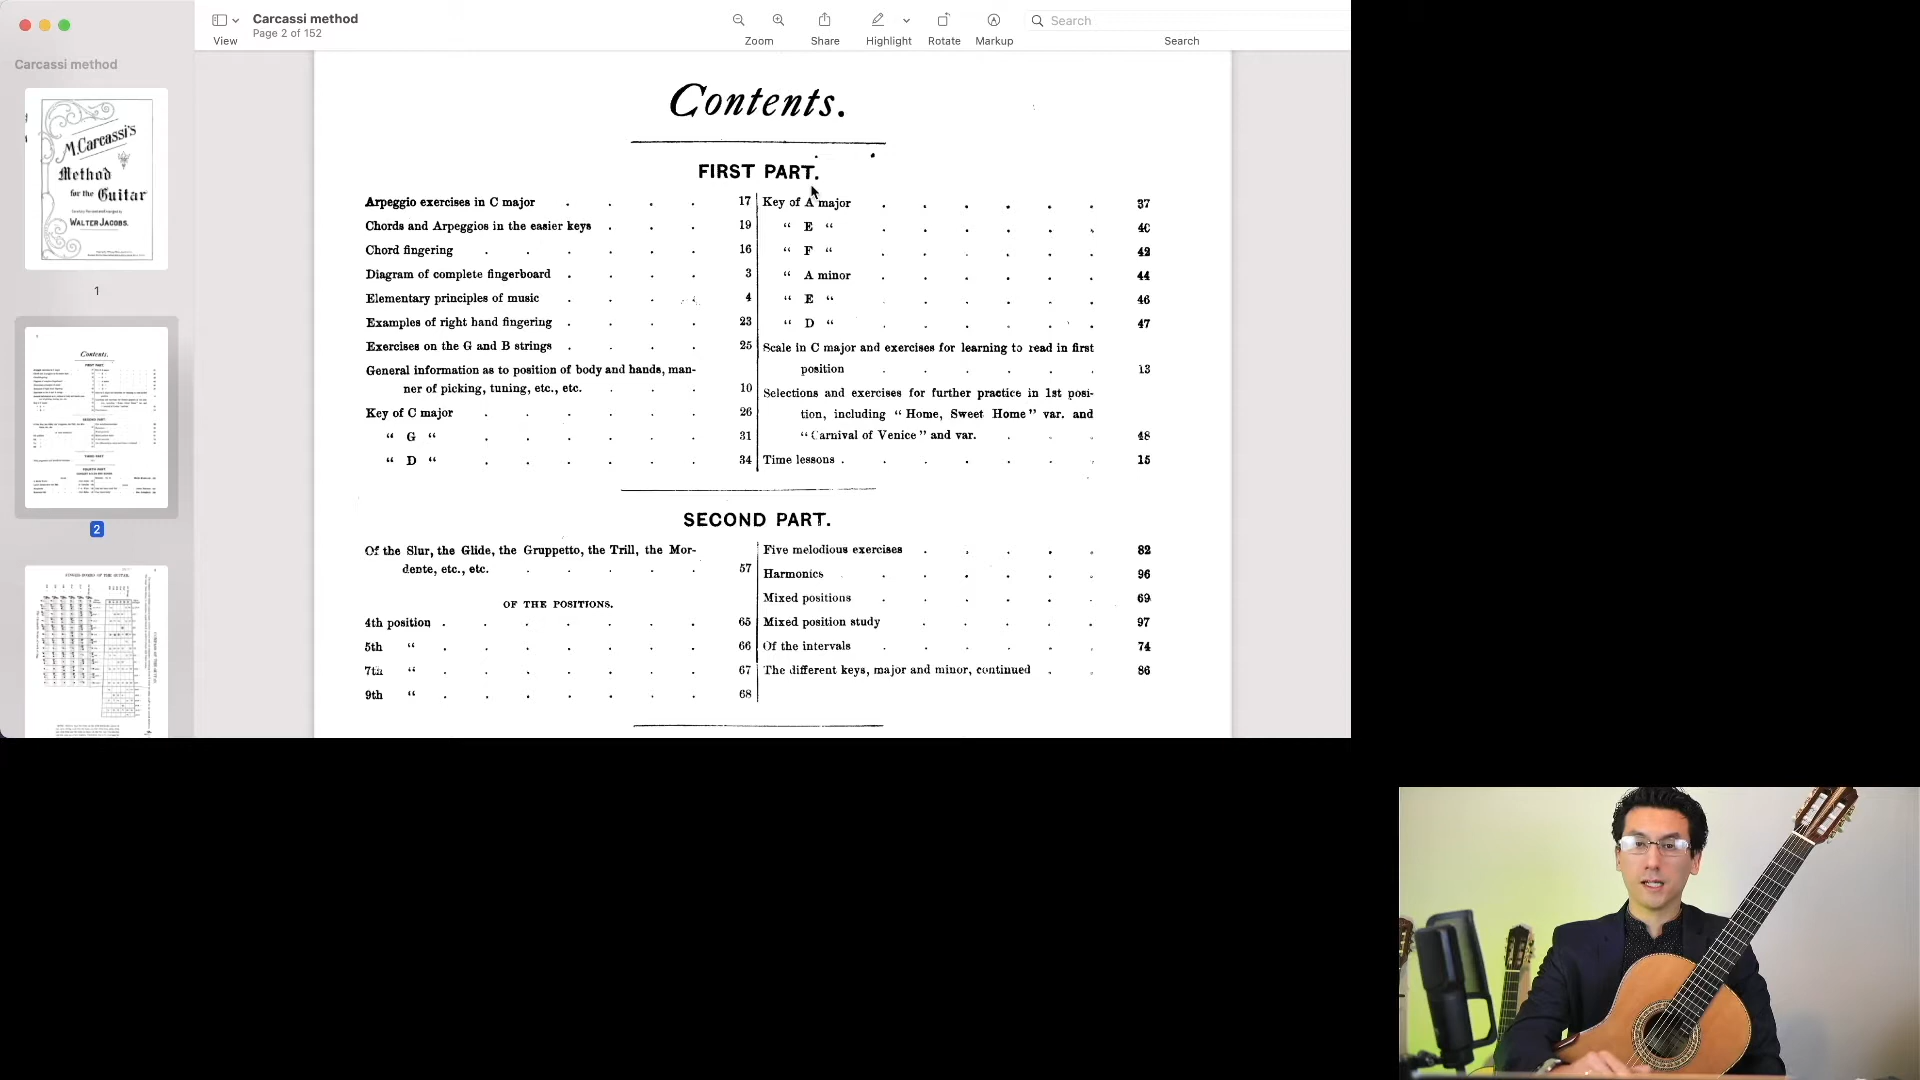 Carcassi method
Page 2 of 152
View
Zoom
Share
Highlight
Rotate
Markup
Search
Search
Carcassi method
M. Carcassi's
Method
for the Guitar
WALTER JACOBS.
1
Contents.
2
Contents.
FIRST PART.
Arpeggio exercises in C major . . . . 17
Chords and Arpeggios in the easier keys . . . 19
Chord fingering . . . . . . 16
Diagram of complete fingerboard . . . . 3
Elementary principles of music . . . . 4
Examples of right hand fingering . . . . 23
Exercises on the G and B strings . . . . 25
General information as to position of body and hands, man-
ner of picking, tuning, etc., etc. . . . 10
Key of C major . . . . . . 26
“ G “ . . . . . . 31
“ D “ . . . . . . 34
Key of A major . . . . . . 37
“ E “ . . . . . . 40
“ F “ . . . . . . 42
“ A minor . . . . . . 44
“ E “ . . . . . . 46
“ D “ . . . . . . 47
Scale in C major and exercises for learning to read in first
position . . . . . . 13
Selections and exercises for further practice in 1st posi-
tion, including “Home, Sweet Home” var. and
“Carnival of Venice” and var. . . . 48
Time lessons . . . . . . . 15
SECOND PART.
Of the Slur, the Glide, the Gruppetto, the Trill, the Mor-
dente, etc., etc. . . . . . 57
OF THE POSITIONS.
4th position . . . . . . . 65
5th “ . . . . . . . 66
7th “ . . . . . . . 67
9th “ . . . . . . . 68
Five melodious exercises . . . . . 82
Harmonics . . . . . . . 96
Mixed positions . . . . . . 69
Mixed position study . . . . . 97
Of the intervals . . . . . . 74
The different keys, major and minor, continued . . 86